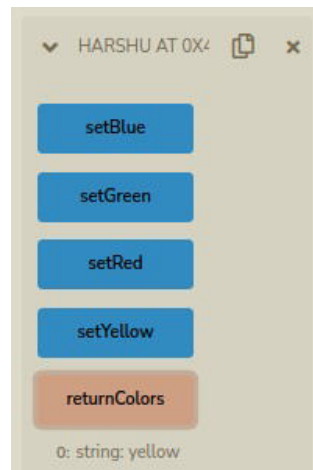 HARSHU AT 0X4
setBlue
setGreen
setRed
setYellow
returnColors
0: string: yellow